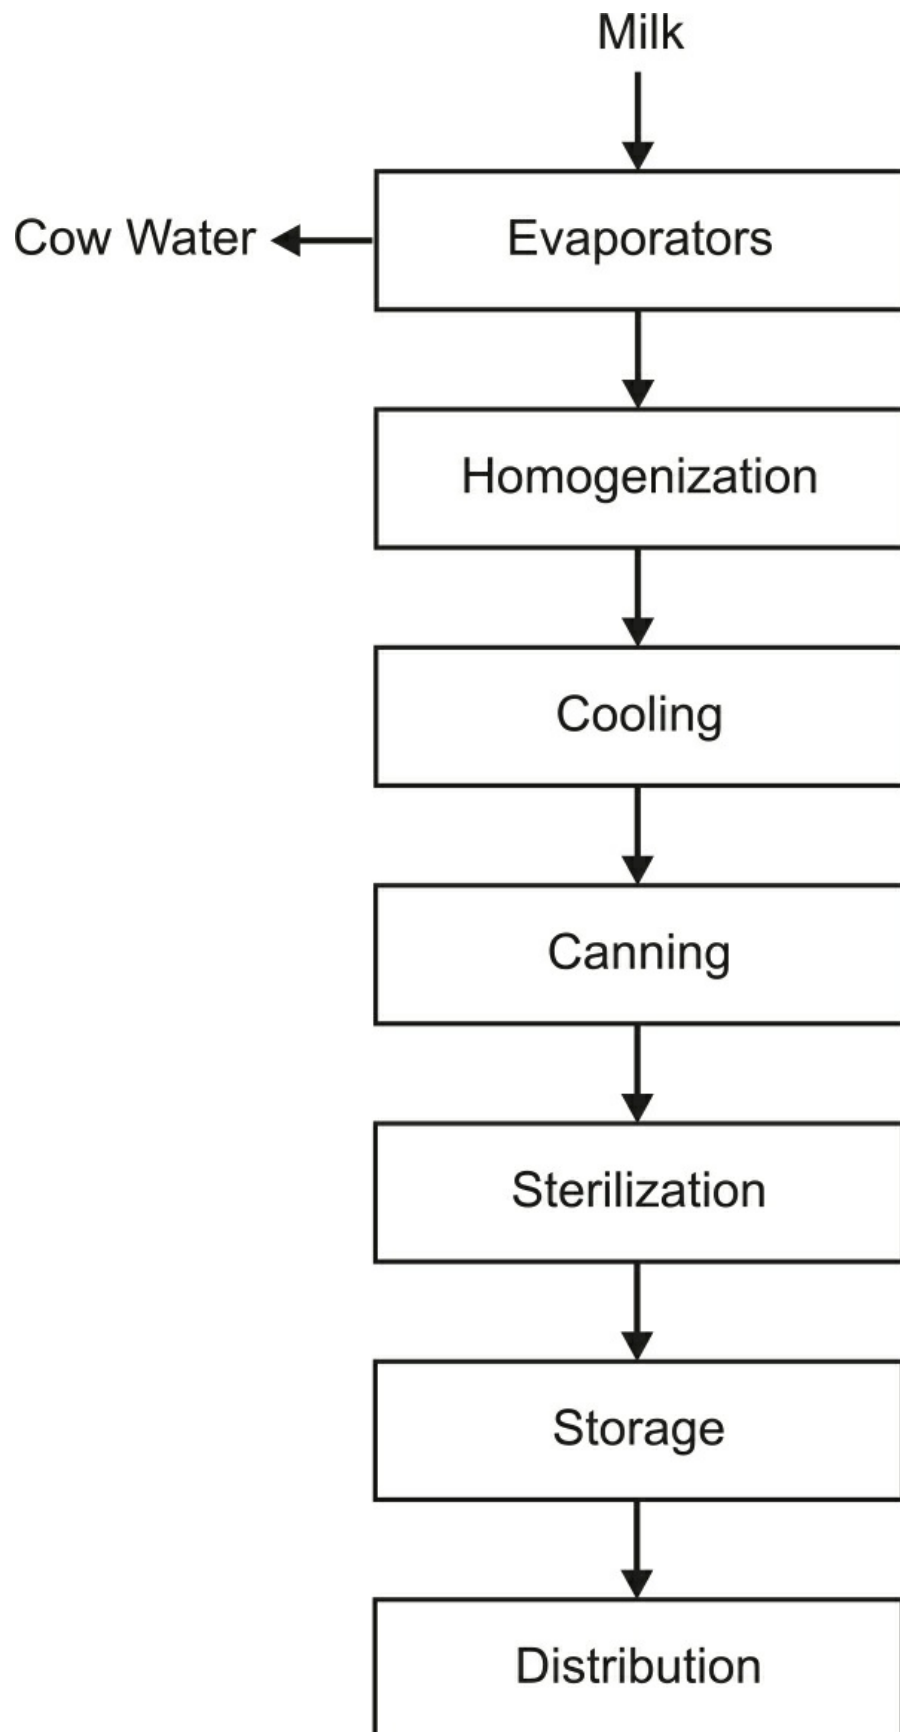 Milk
Cow Water
Evaporators
Homogenization
Cooling
Canning
Sterilization
Storage
Distribution